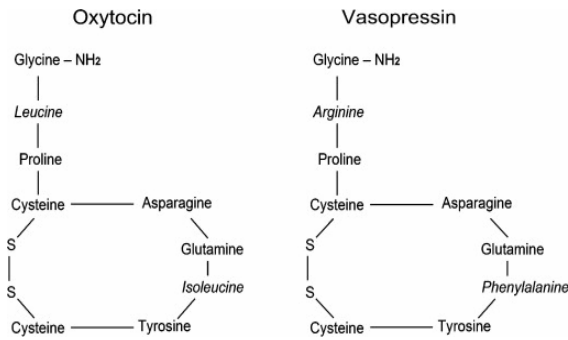 Oxytocin Vasopressin
Glycine – NH2 Glycine – NH2
Leucine Arginine
Proline Proline
Cysteine Asparagine Cysteine Asparagine
S Glutamine S Glutamine
S Isoleucine S Phenylalanine
Cysteine Tyrosine Cysteine Tyrosine